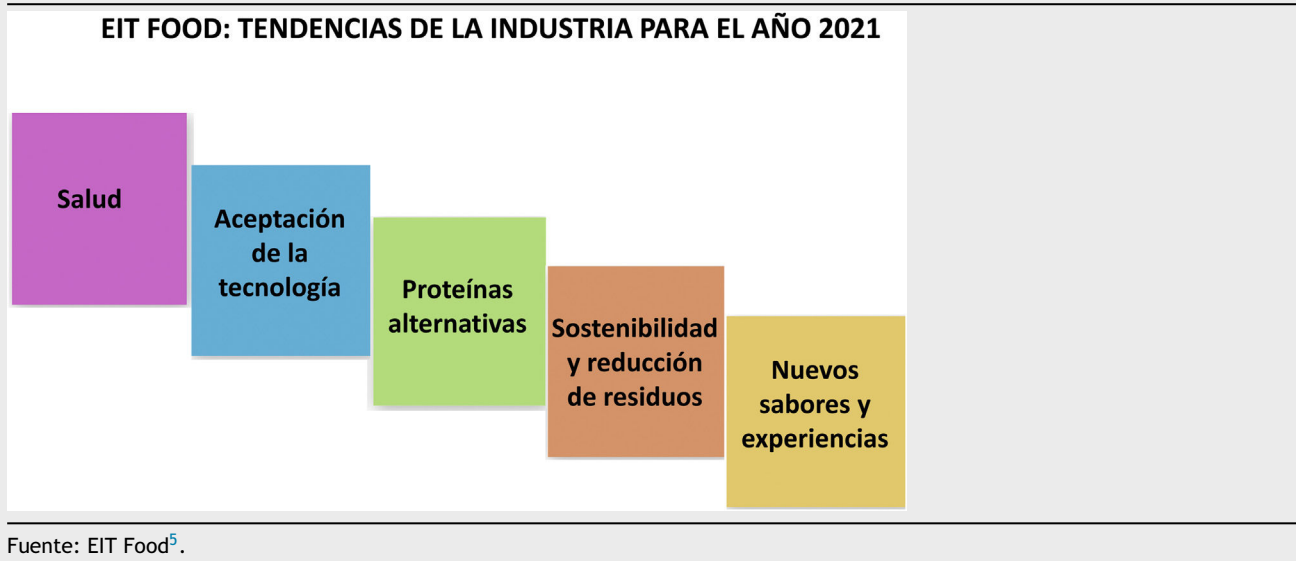 EIT FOOD: TENDENCIAS DE LA INDUSTRIA PARA EL AÑO 2021
Salud
Aceptación
de la
tecnología
Proteínas
alternativas
Sostenibilidad
y reducción
de residuos
Nuevos
sabores y
experiencias
Fuente: EIT Food5.